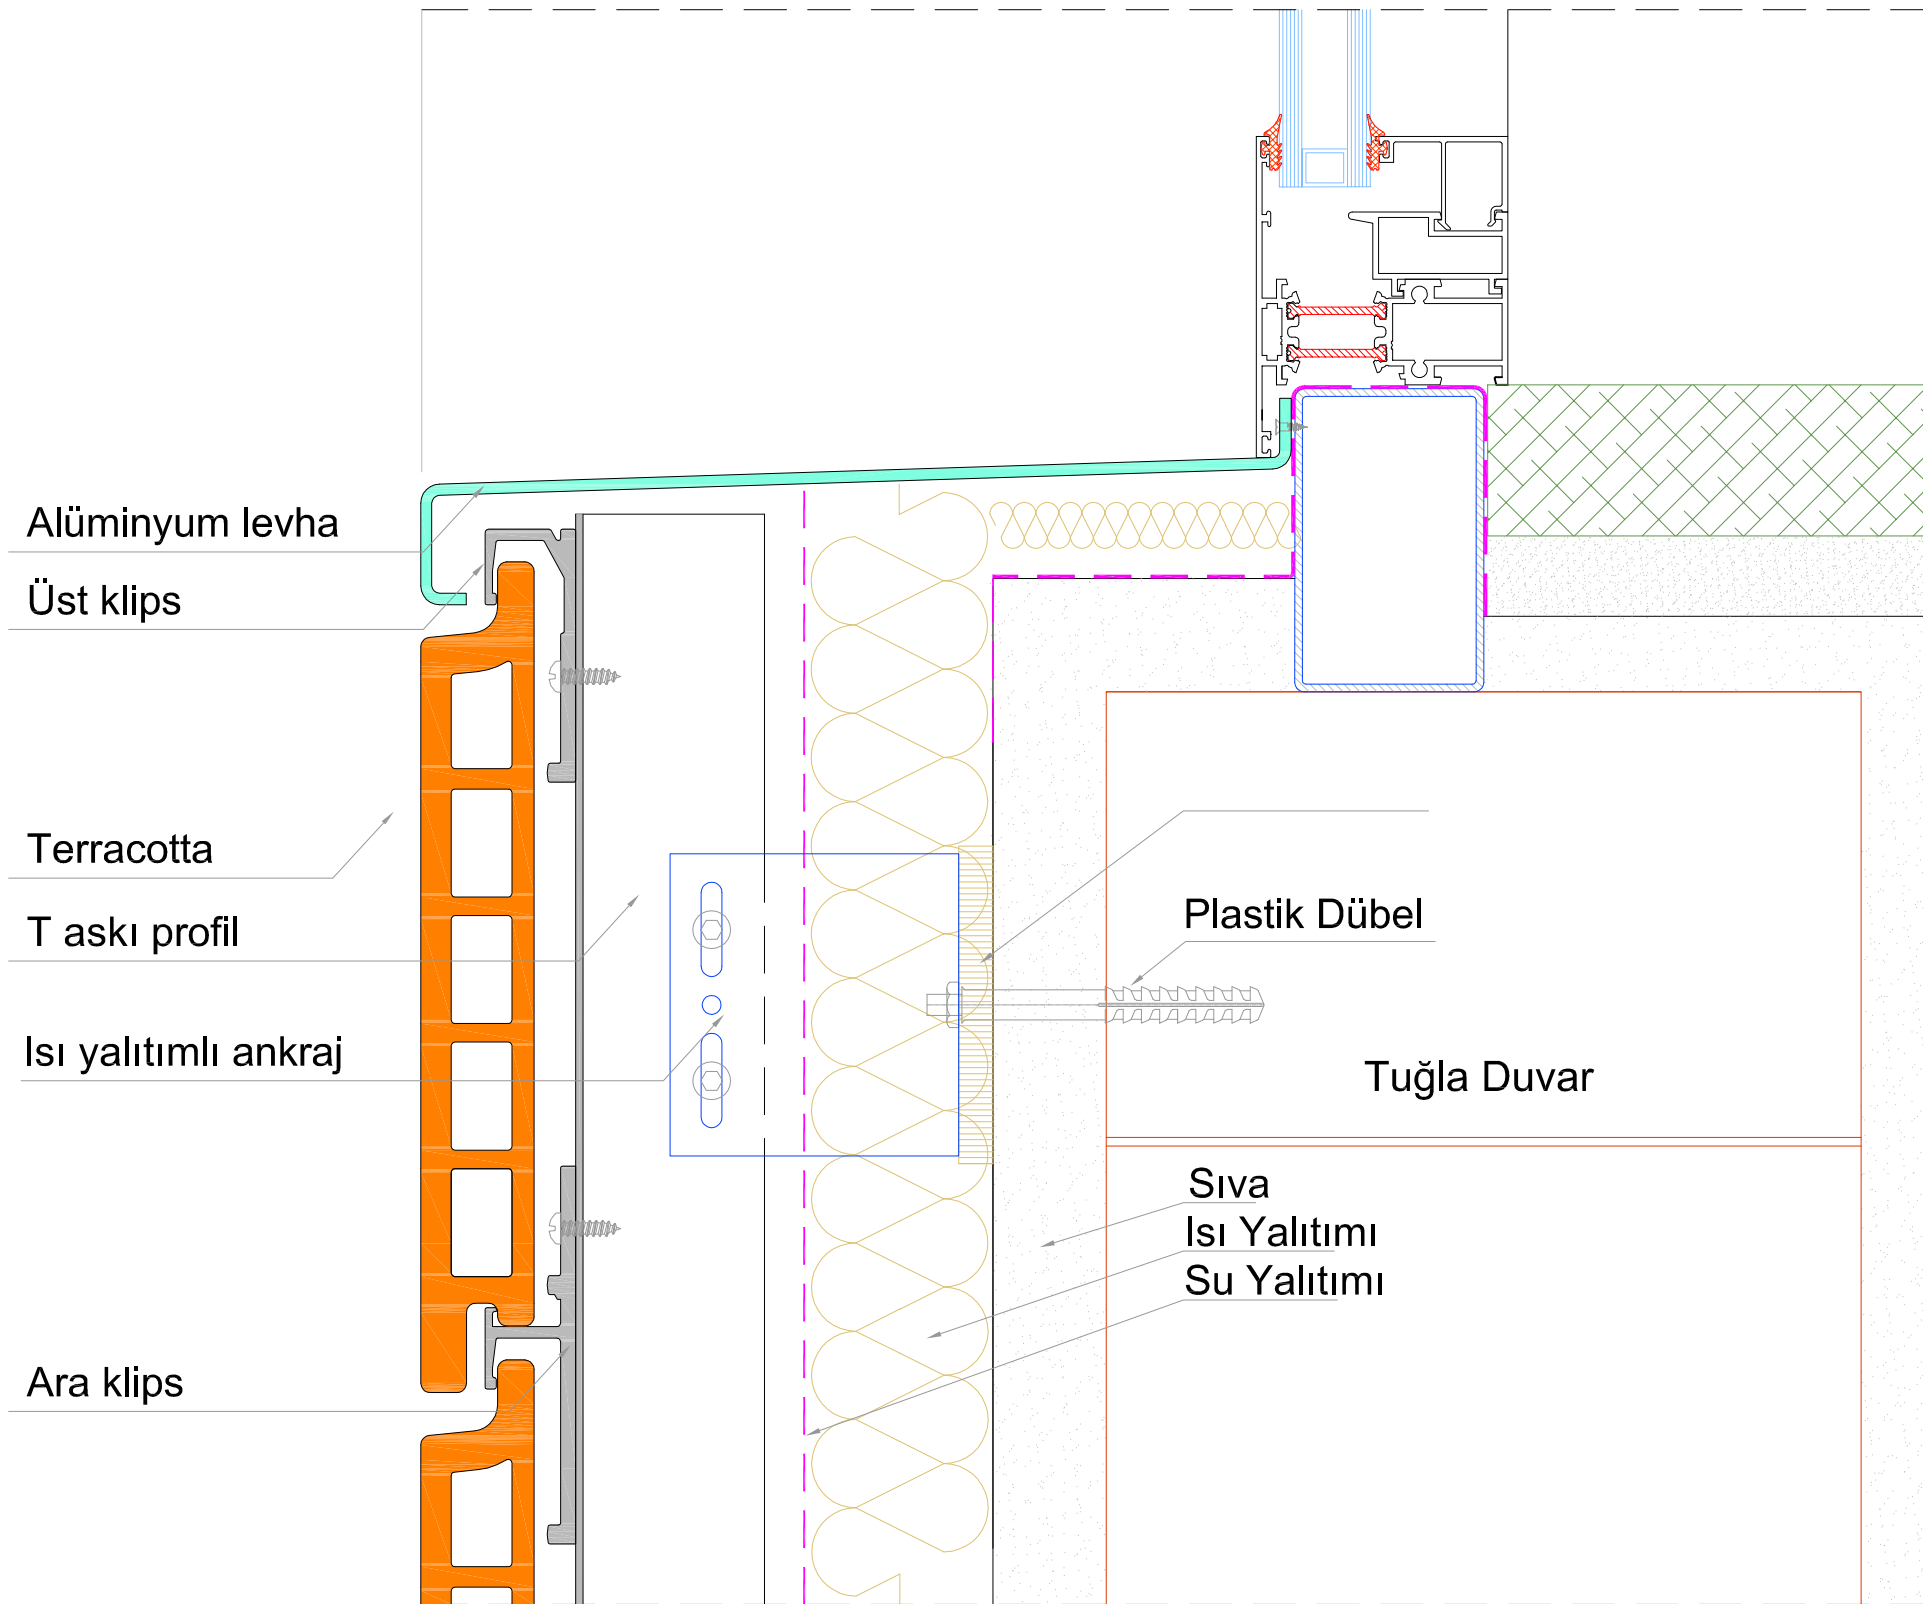 Alüminyum levha
Üst klips
Terracotta
T askı profil
Isı yalıtımlı ankraj
Ara klips
Plastik Dübel
Tuğla Duvar
Sıva
Isı Yalıtımı
Su Yalıtımı